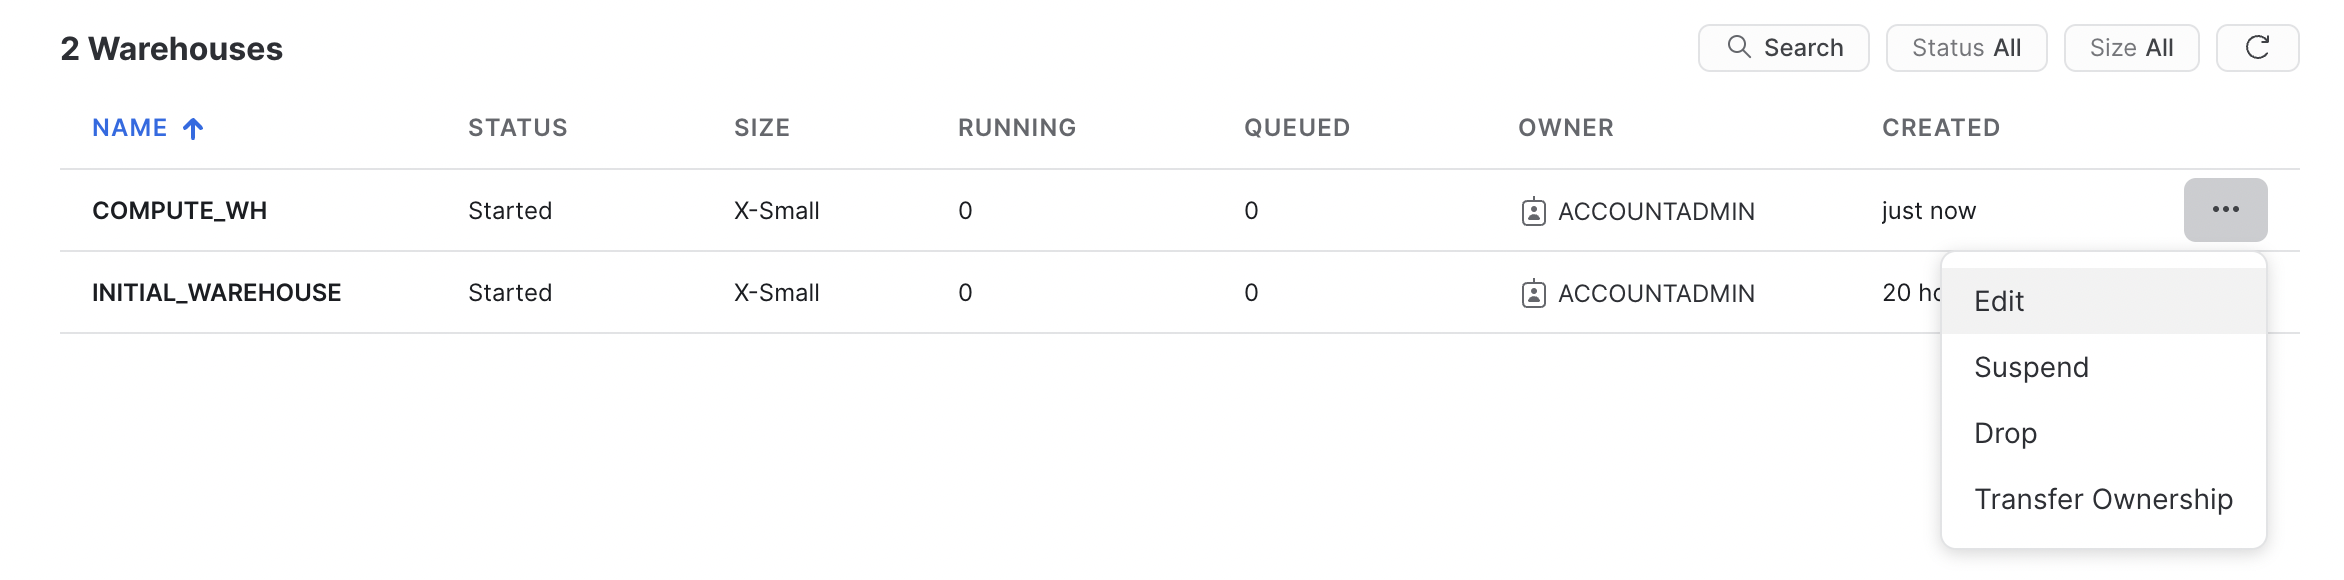 2 Warehouses Search Status All Size All
NAME STATUS SIZE RUNNING QUEUED OWNER CREATED
COMPUTE_WH Started X-Small 0 0 ACCOUNTADMIN just now
INITIAL_WAREHOUSE Started X-Small 0 0 ACCOUNTADMIN 20
Edit
Suspend
Drop
Transfer Ownership